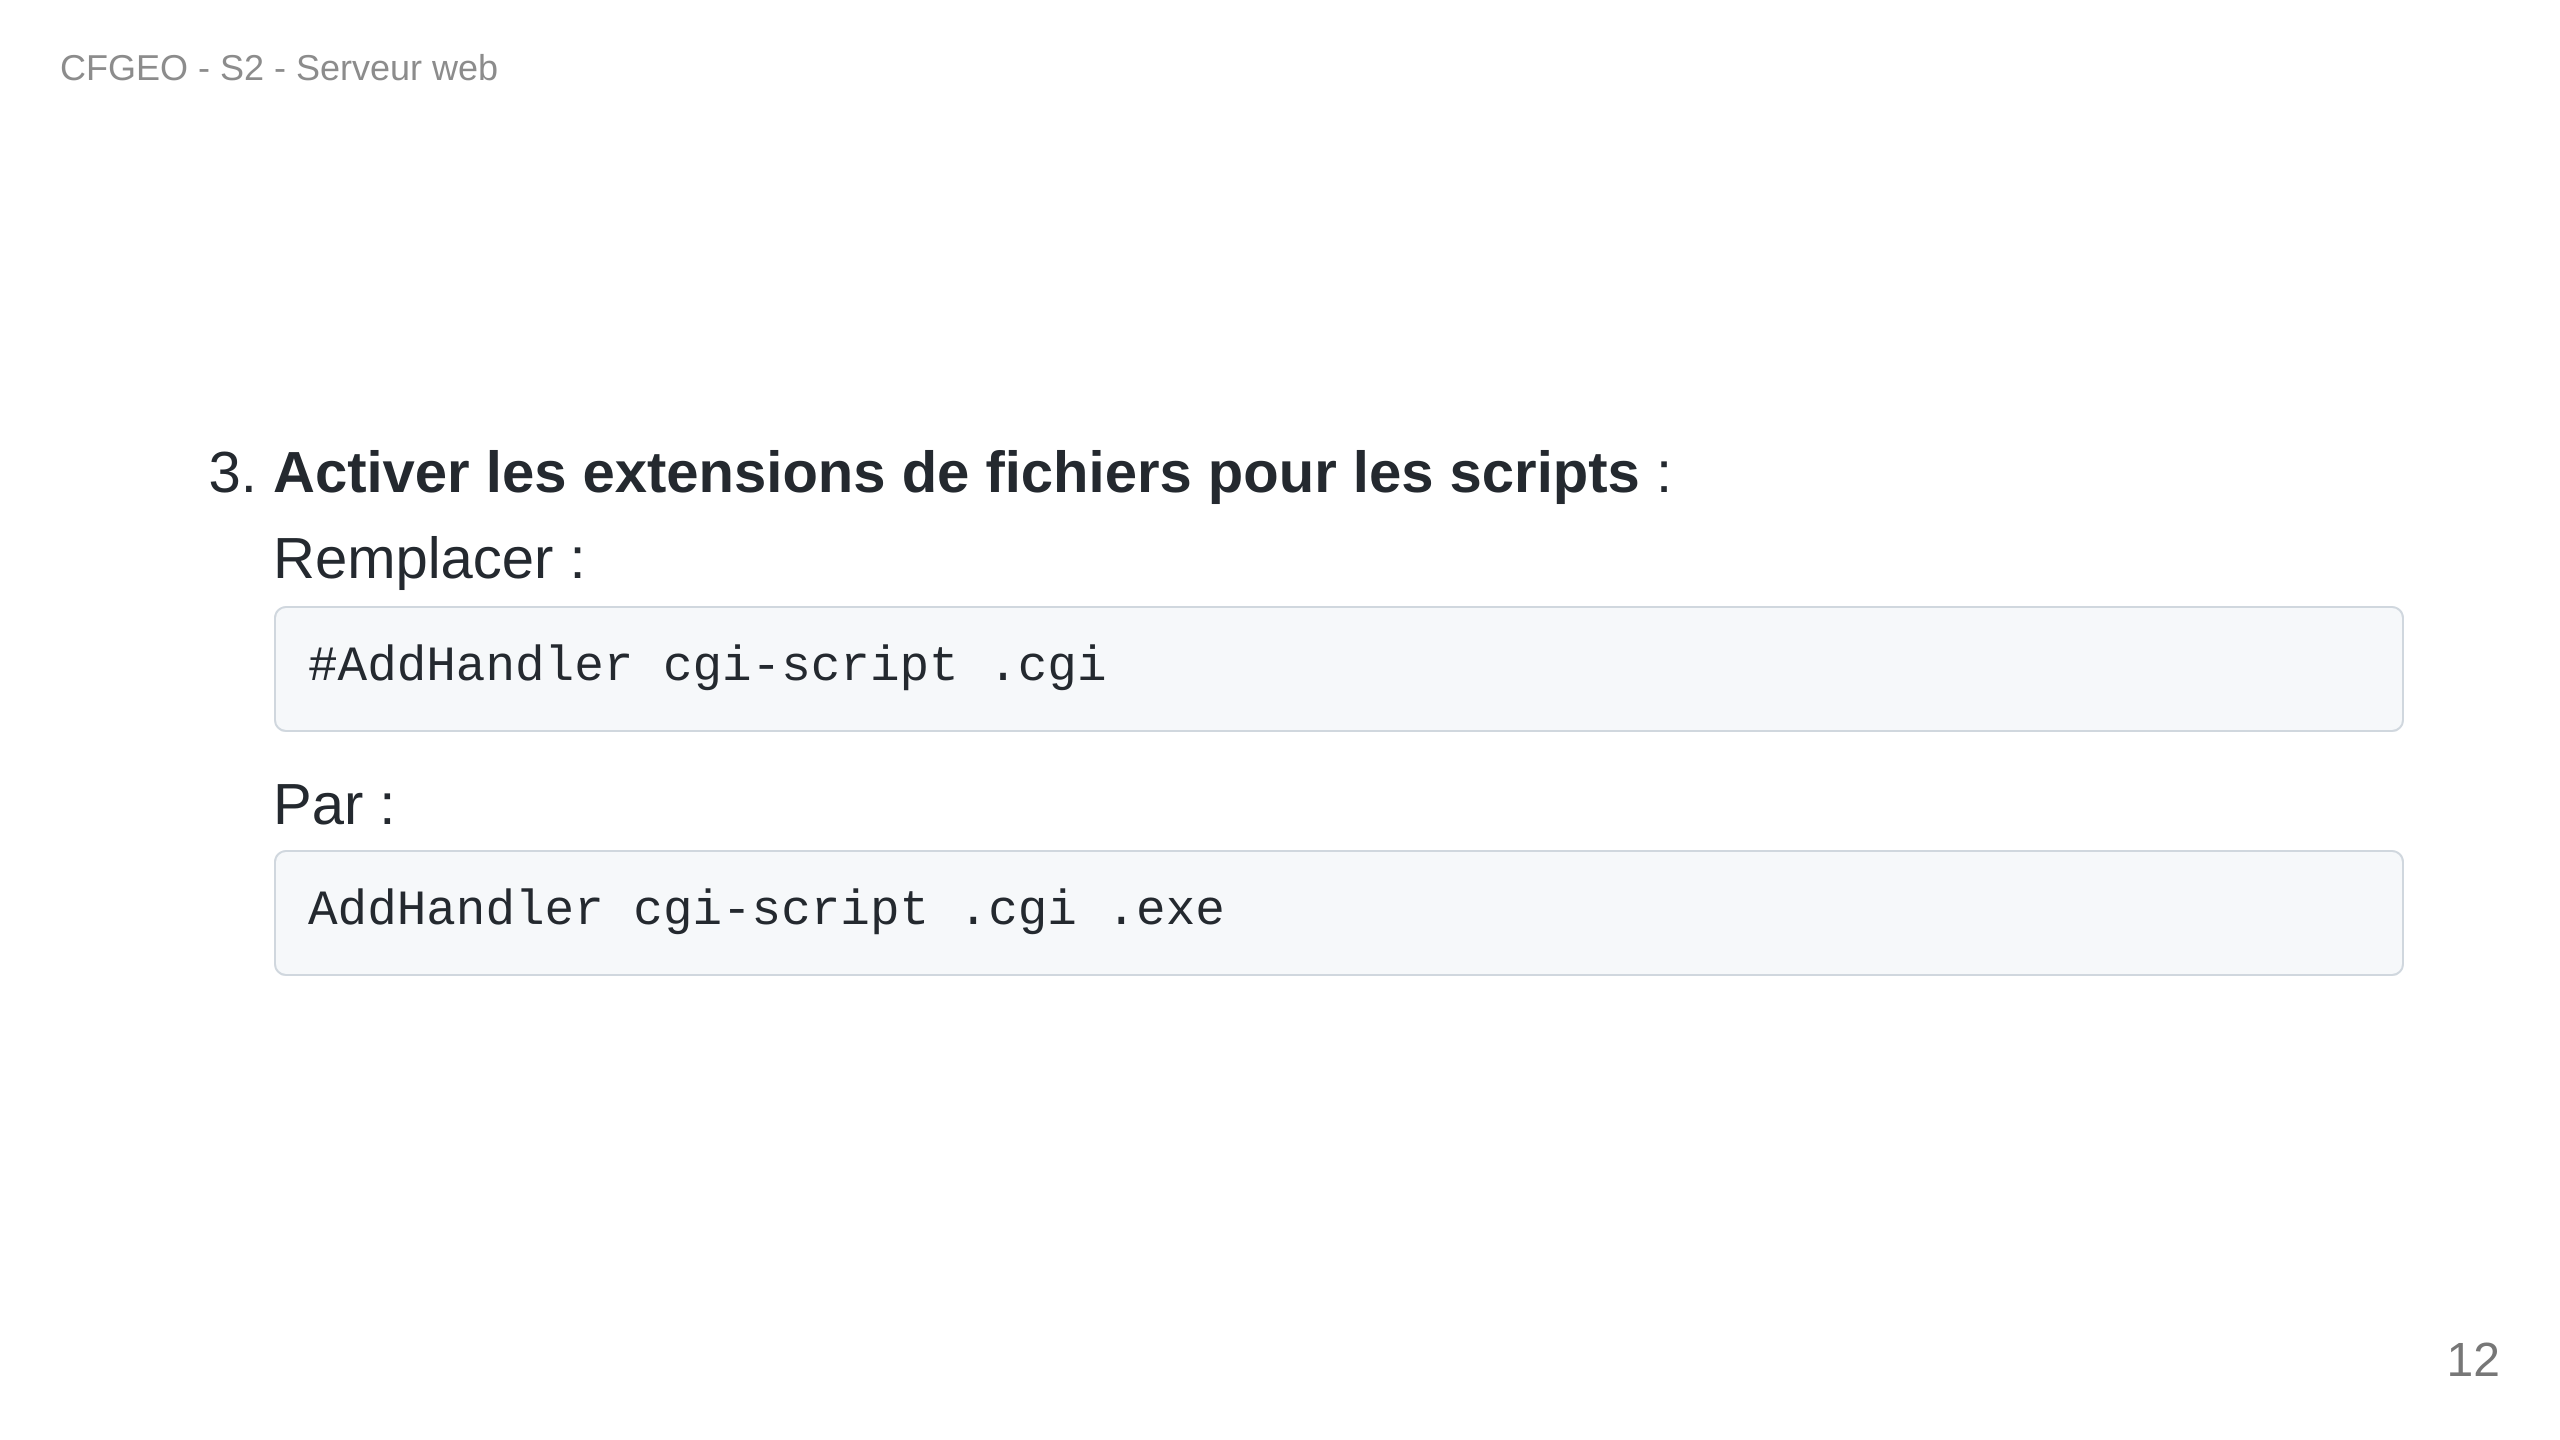 CFGEO - S2 - Serveur web
3. Activer les extensions de fichiers pour les scripts :
Remplacer :
#AddHandler cgi-script .cgi
Par :
AddHandler cgi-script .cgi .exe
12